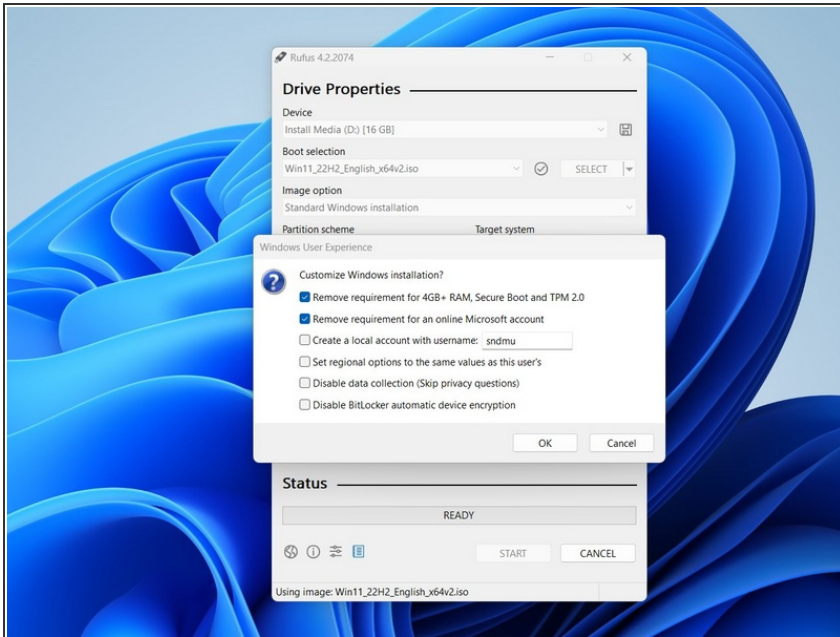 Rufus 4.2.2074
Drive Properties
Device
Install Media (D:) [16 GB]
Boot selection
Win11_22H2_English_x64v2.iso
SELECT
Image option
Standard Windows installation
Partition scheme Target system
Windows User Experience
Customize Windows installation?
Remove requirement for 4GB+ RAM, Secure Boot and TPM 2.0
Remove requirement for an online Microsoft account
Create a local account with username: sndmu
Set regional options to the same values as this user's
Disable data collection (Skip privacy questions)
Disable BitLocker automatic device encryption
OK Cancel
Status
READY
START CANCEL
Using image: Win11_22H2_English_x64v2.iso